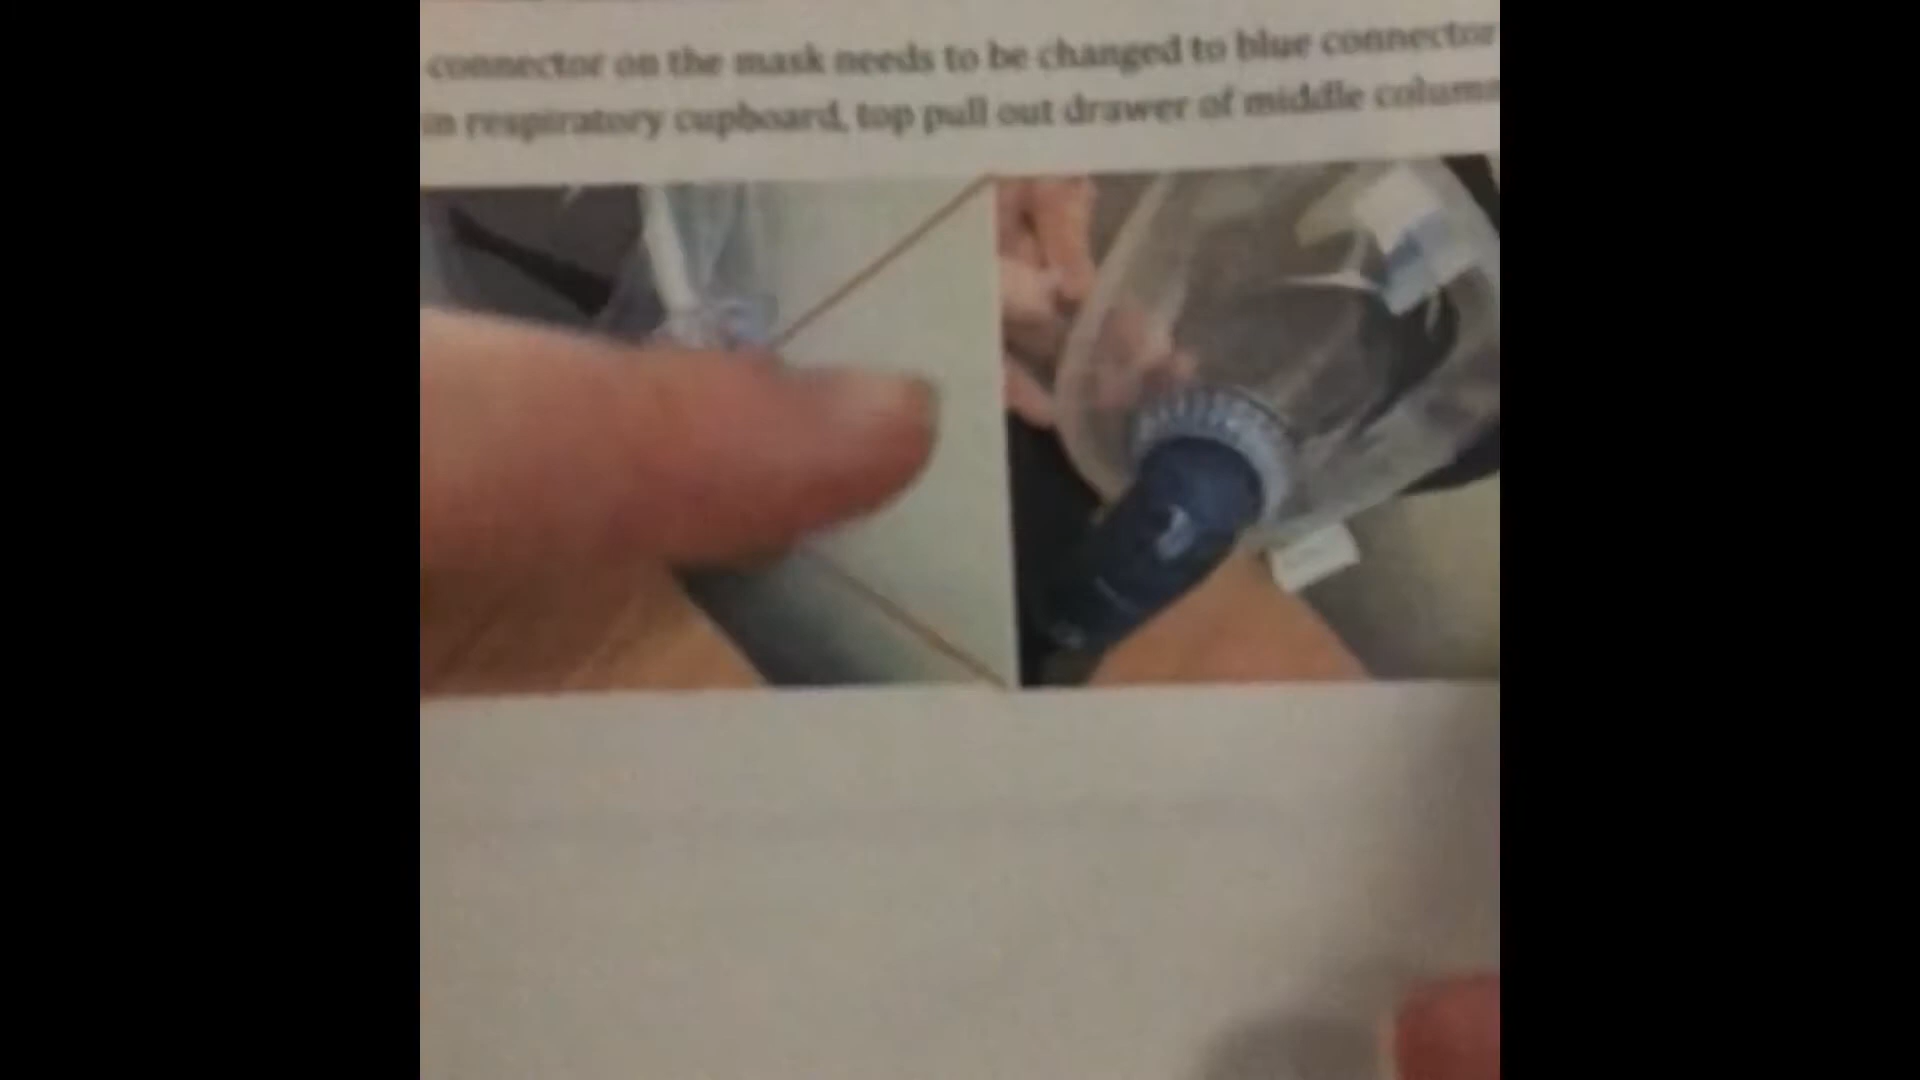 connector on the mask needs to be changed to blue connector
in respiratory cupboard, top pull out drawer of middle column